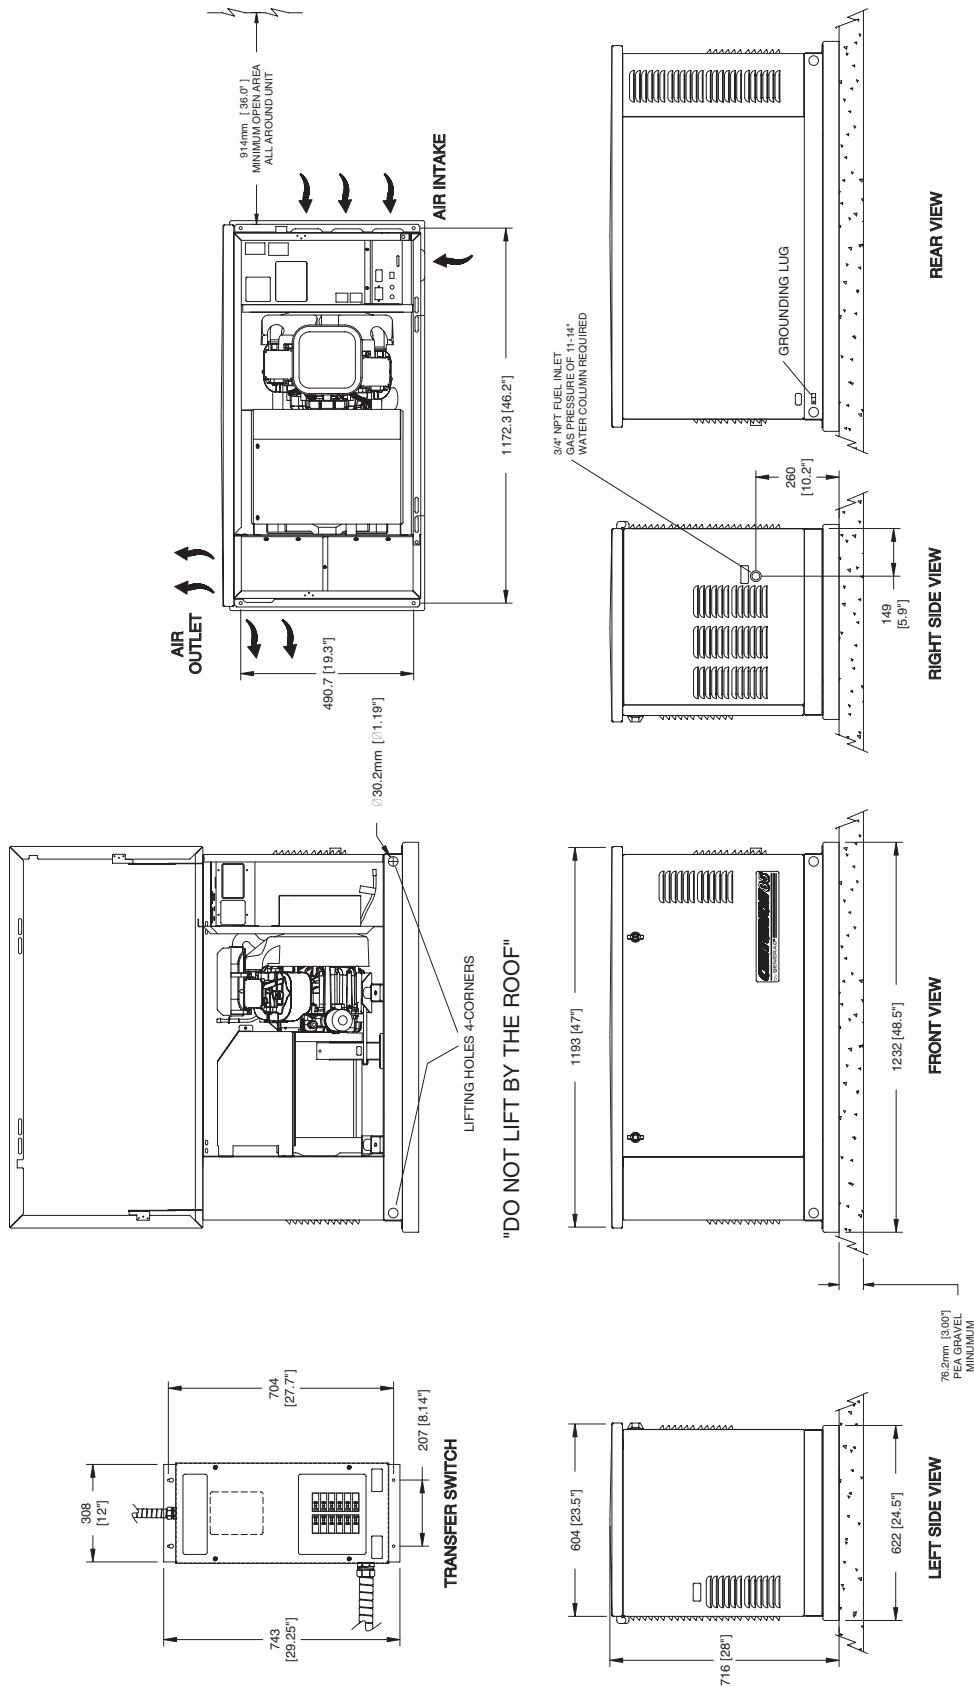 743
[29.25"]
308
[12"]
704
[27.7"]
207 [8.14"]
TRANSFER SWITCH
Ø30.2mm [Ø1.19"]
LIFTING HOLES 4-CORNERS
"DO NOT LIFT BY THE ROOF"
AIR
OUTLET
490.7 [19.3"]
1172.3 [46.2"]
AIR INTAKE
914mm [36.0" ]
MINIMUM OPEN AREA
ALL AROUND UNIT
716 [28"]
604 [23.5"]
622 [24.5"]
LEFT SIDE VIEW
76.2mm [3.00"]
PEA GRAVEL
MINUMUM
1193 [47"]
GENERAC
1232 [48.5"]
FRONT VIEW
3/4" NPT FUEL INLET
GAS PRESSURE OF 11-14"
WATER COLUMN REQUIRED
149
[5.9"]
260
[10.2"]
RIGHT SIDE VIEW
GROUNDING LUG
REAR VIEW